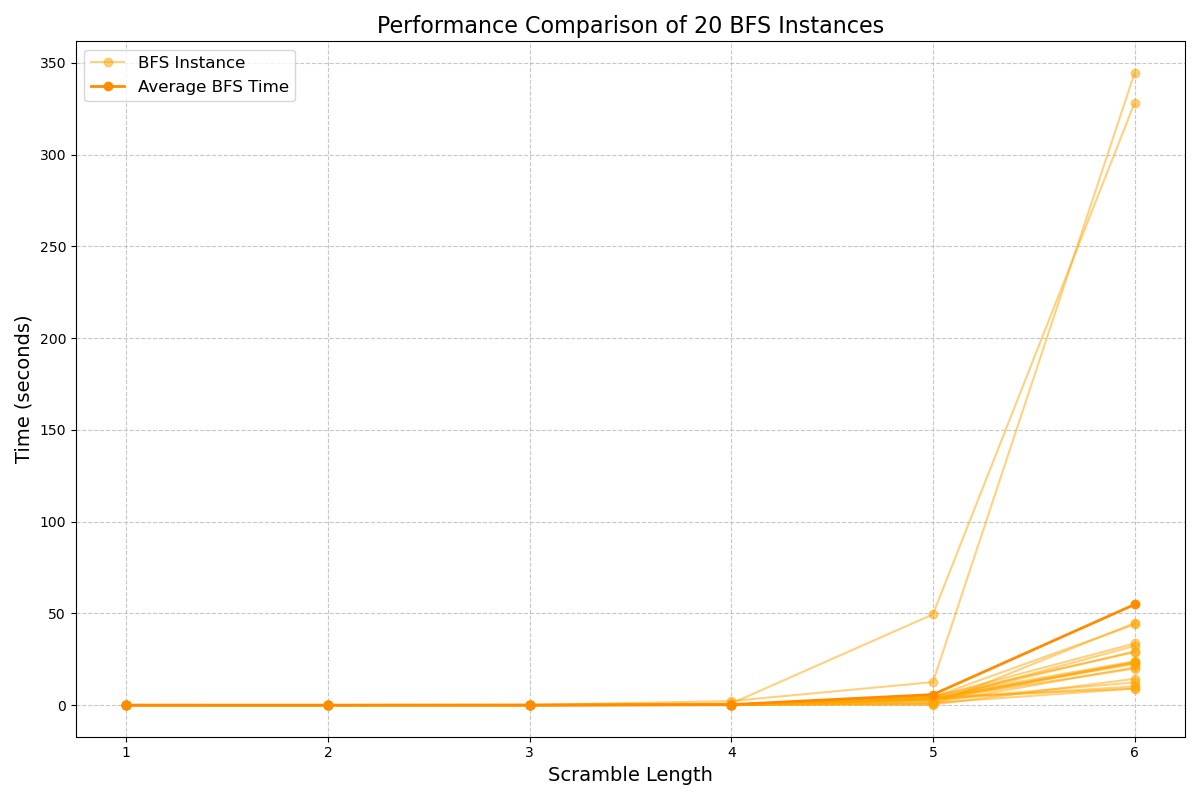 Performance Comparison of 20 BFS Instances
BFS Instance
Average BFS Time
350
300
250
200
150
100
50
0
Time (seconds)
1 2 3 4 5 6
Scramble Length